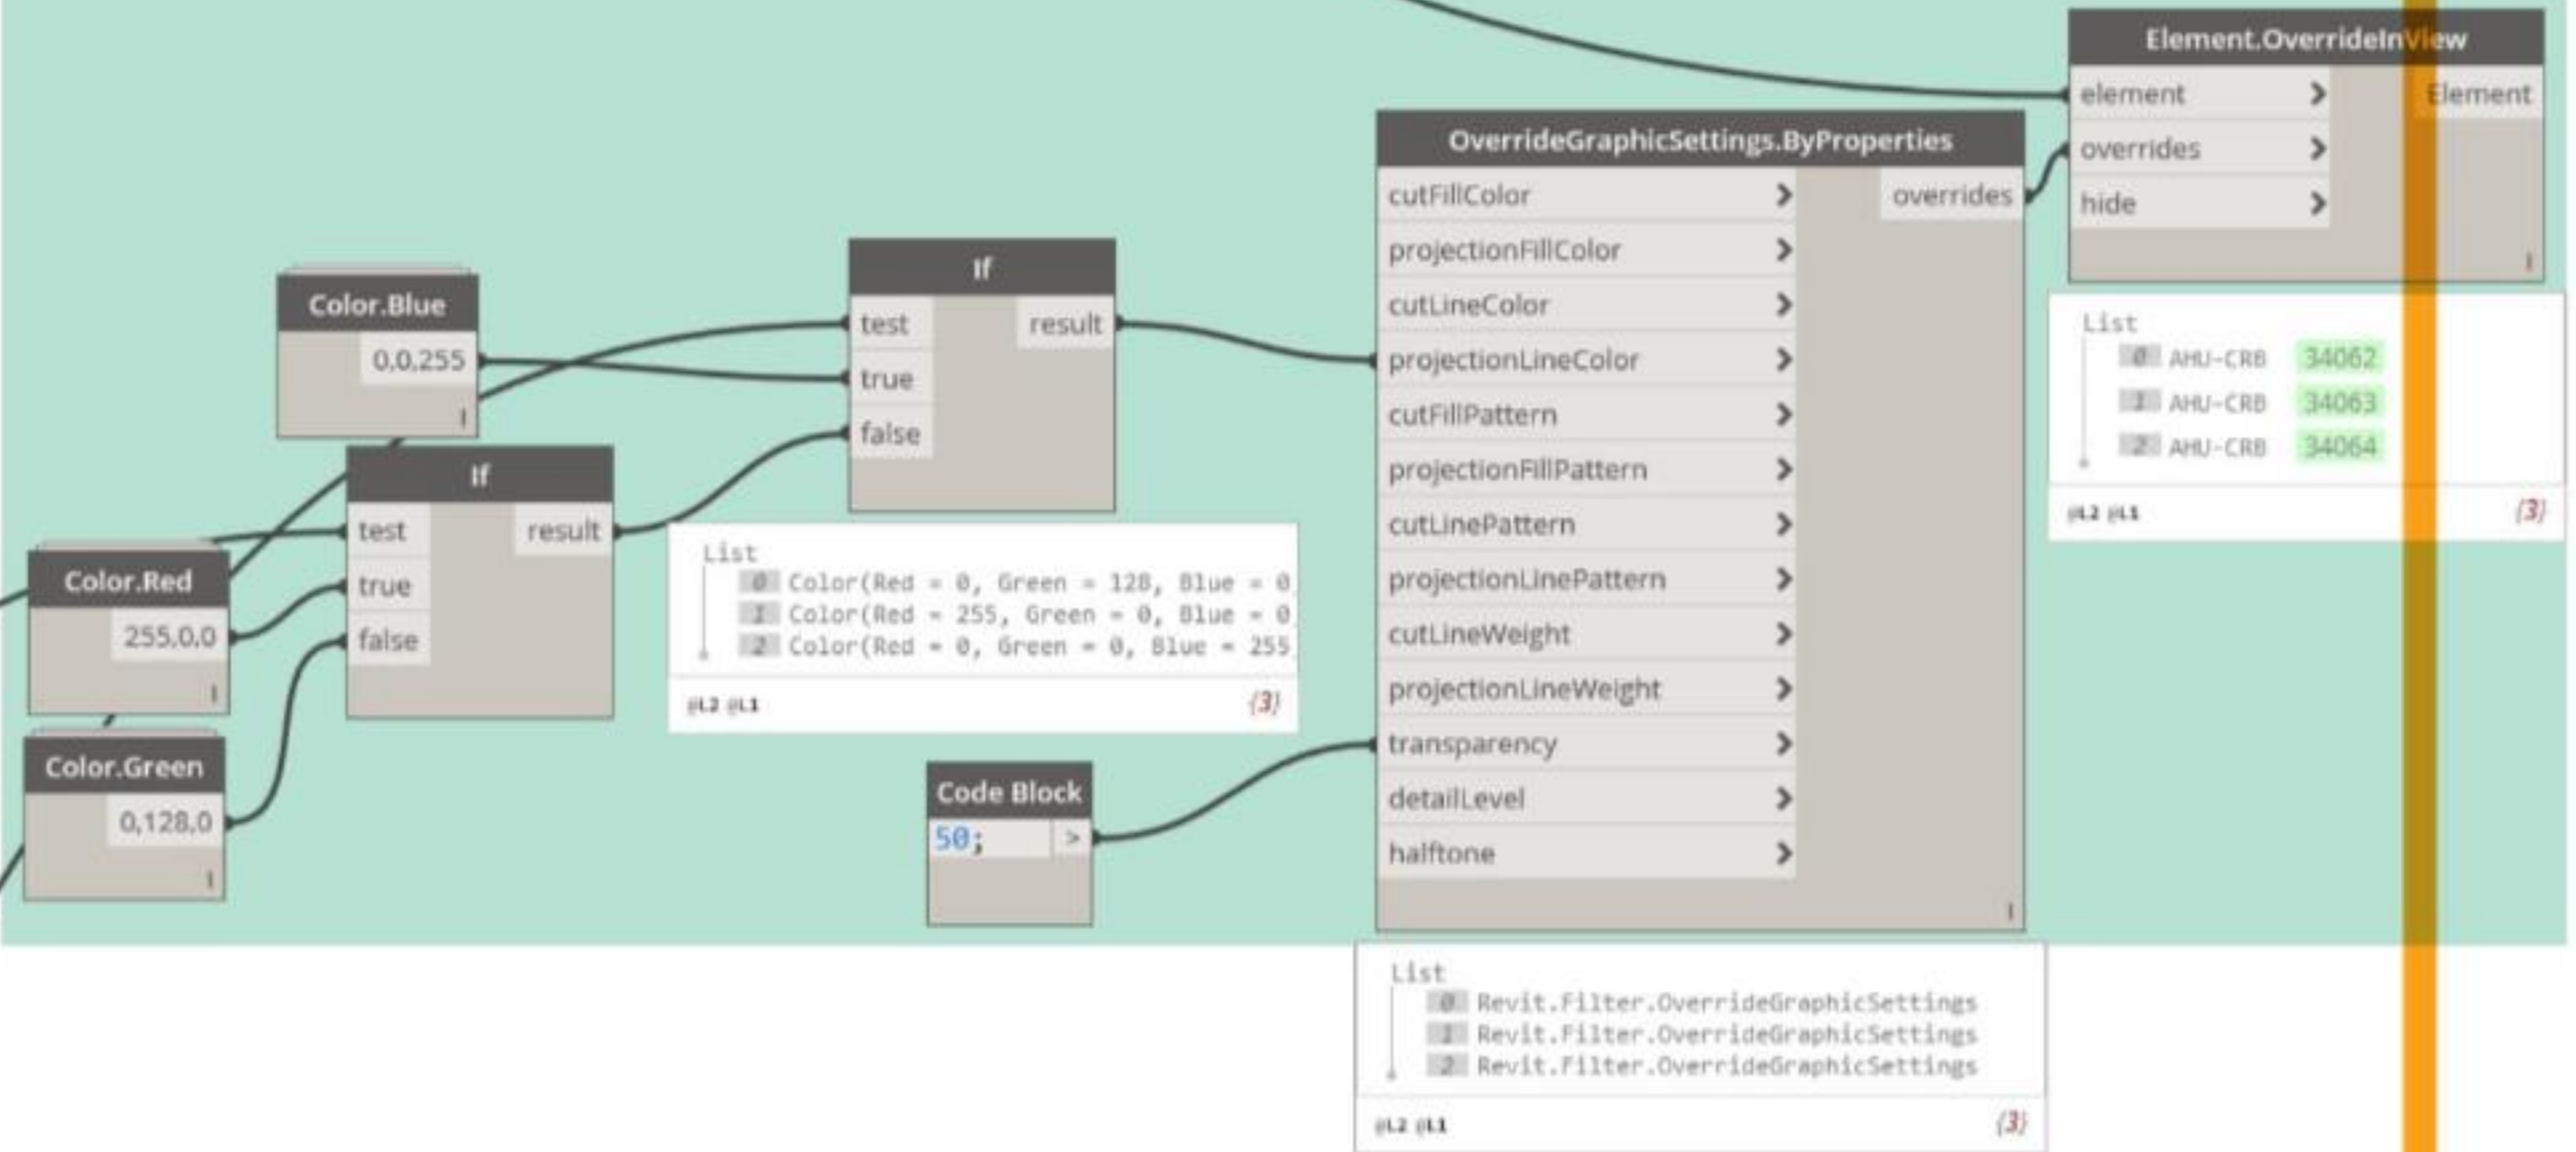 Element.OverrideInView
element
Element
overrides
hide
OverrideGraphicSettings.ByProperties
cutFillColor
overrides
projectionFillColor
cutLineColor
projectionLineColor
cutFillPattern
projectionFillPattern
cutLinePattern
projectionLinePattern
cutLineWeight
projectionLineWeight
transparency
detailLevel
halftone
List
0 AHU-CRB 34062
1 AHU-CRB 34063
2 AHU-CRB 34064
@L2 @L1 {3}
Color.Blue
0,0,255
If
test
result
true
false
If
test
result
true
false
Color.Red
255,0,0
Color.Green
0,128,0
List
0 Color(Red = 0, Green = 128, Blue = 0
1 Color(Red = 255, Green = 0, Blue = 0
2 Color(Red = 0, Green = 0, Blue = 255
@L2 @L1 {3}
Code Block
50; >
List
0 Revit.Filter.OverrideGraphicSettings
1 Revit.Filter.OverrideGraphicSettings
2 Revit.Filter.OverrideGraphicSettings
@L2 @L1 {3}